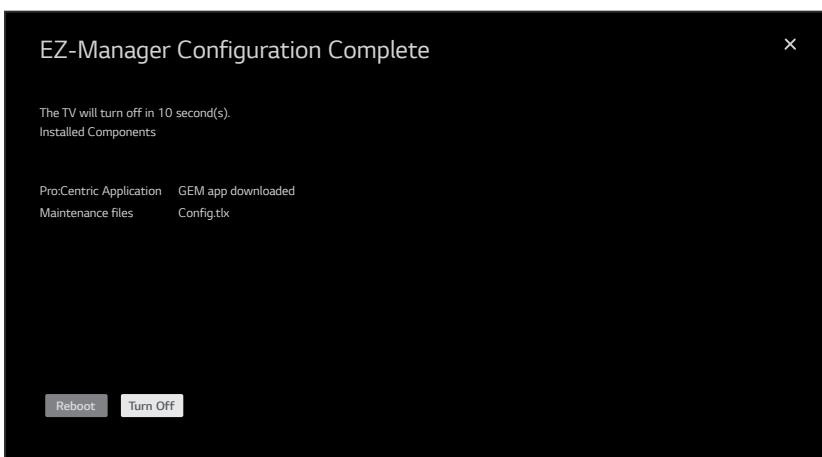 EZ-Manager Configuration Complete
The TV will turn off in 10 second(s).
Installed Components
Pro:Centric Application GEM app downloaded
Maintenance files Config.tlx
Reboot Turn Off